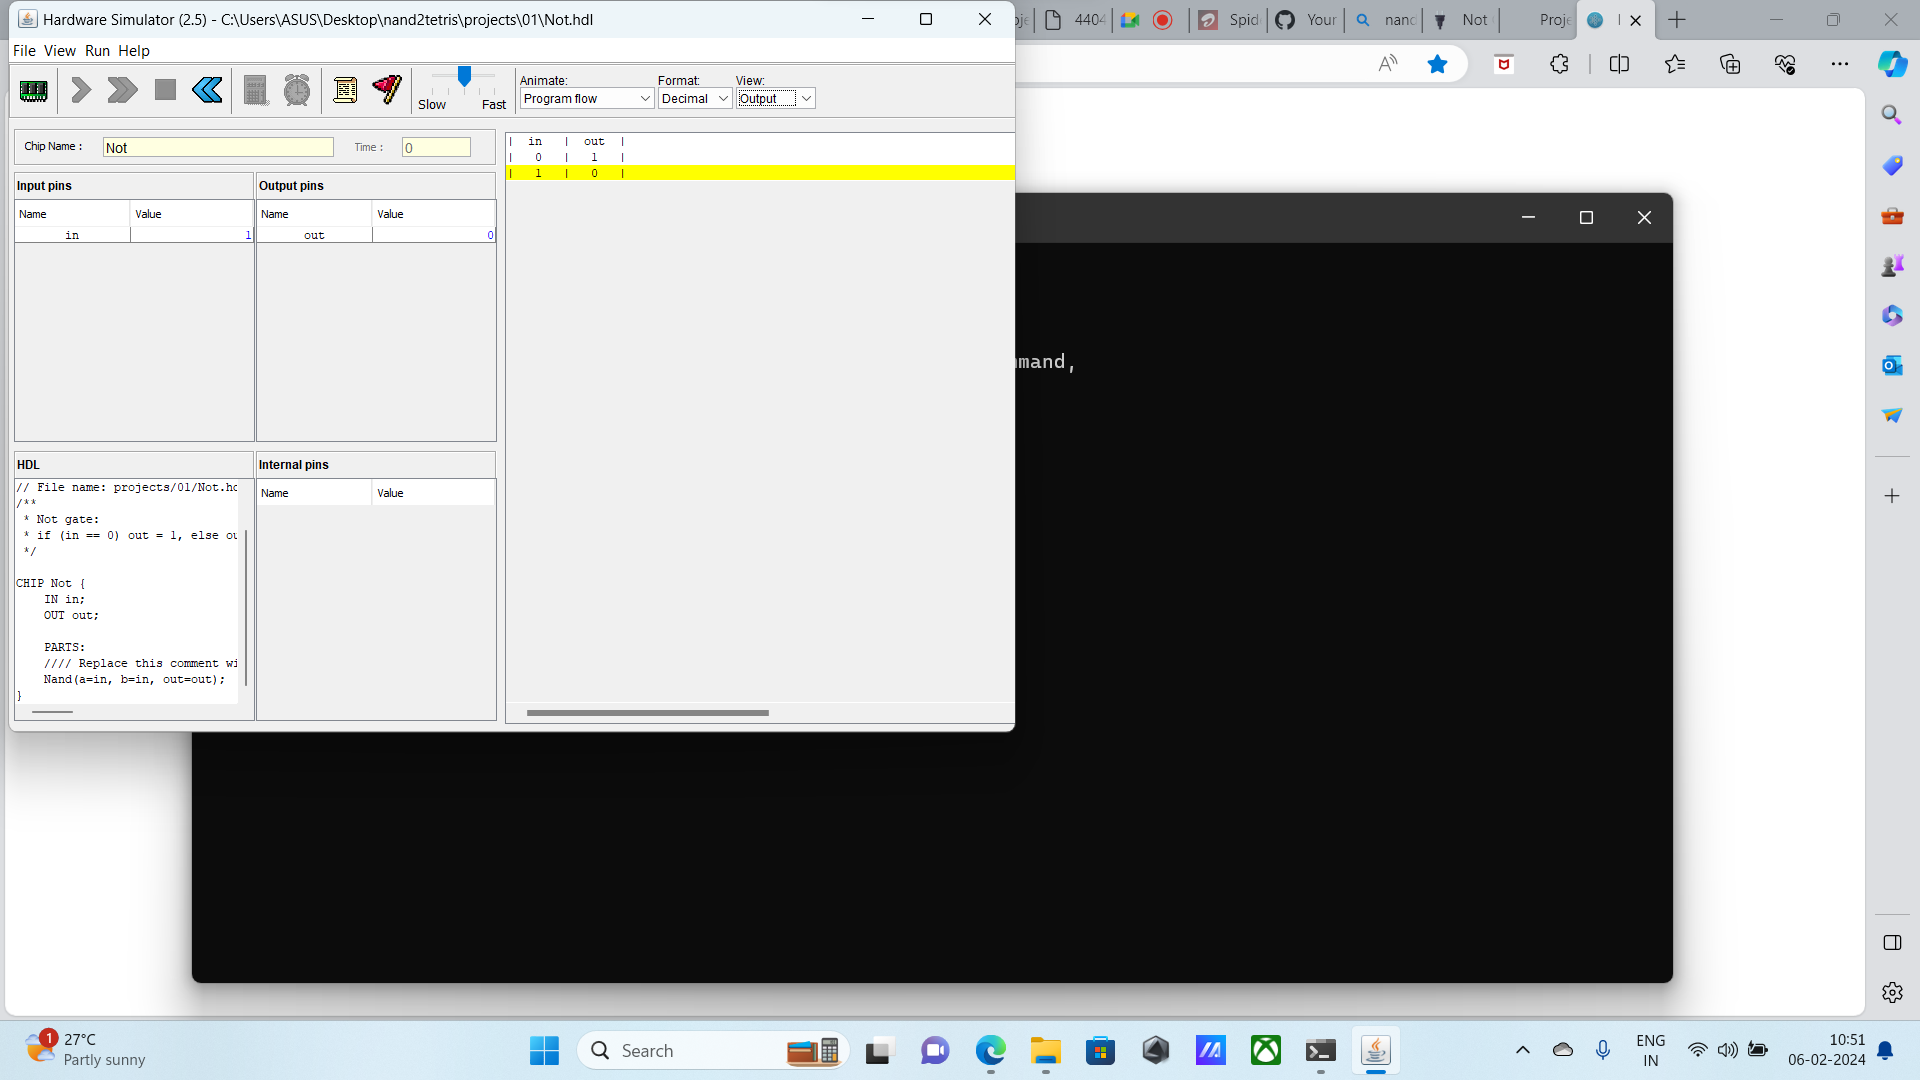 Hardware Simulator (2.5) - C:\Users\ASUS\Desktop\nand2tetris\projects\01\Not.hdl
4404
Spid
Your
nand
Not
Proje
File View Run Help
Slow Fast
Animate:
Program flow
Format:
Decimal
View:
Output
Chip Name : Not
Time : 0
Input pins
Name Value
in 1
Output pins
Name Value
out 0
| in | out |
| 0 | 1 |
| 1 | 0 |
mmand,
HDL
// File name: projects/01/Not.hd
/**
* Not gate:
* if (in == 0) out = 1, else ou
*/
CHIP Not {
IN in;
OUT out;
PARTS:
//// Replace this comment wi
Nand(a=in, b=in, out=out);
}
Internal pins
Name Value
1
27°C
Partly sunny
Search
ENG
IN
10:51
06-02-2024